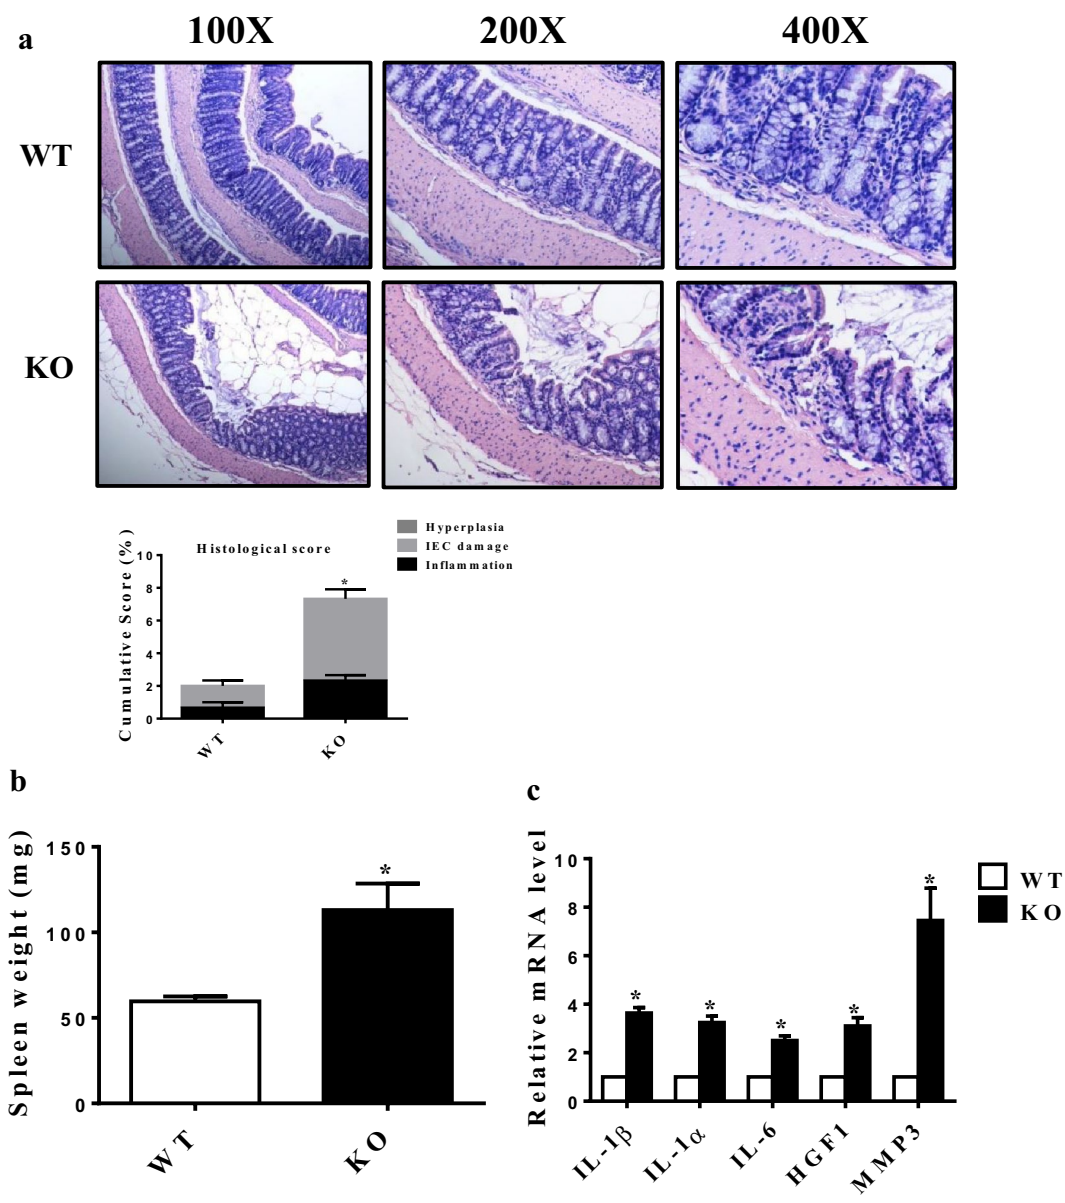 a
100X
200X
400X
WT
KO
Histological score
Hyperplasia
IEC damage
Inflammation
Cumulative Score (%)
10
8
6
4
2
0
WT
KO
b
Spleen weight (mg)
150
100
50
0
*
*
WT
KO
c
Relative mRNA level
10
8
6
4
2
0
*
*
*
*
*
WT
KO
IL-1β
IL-1α
IL-6
HGF1
MMP3